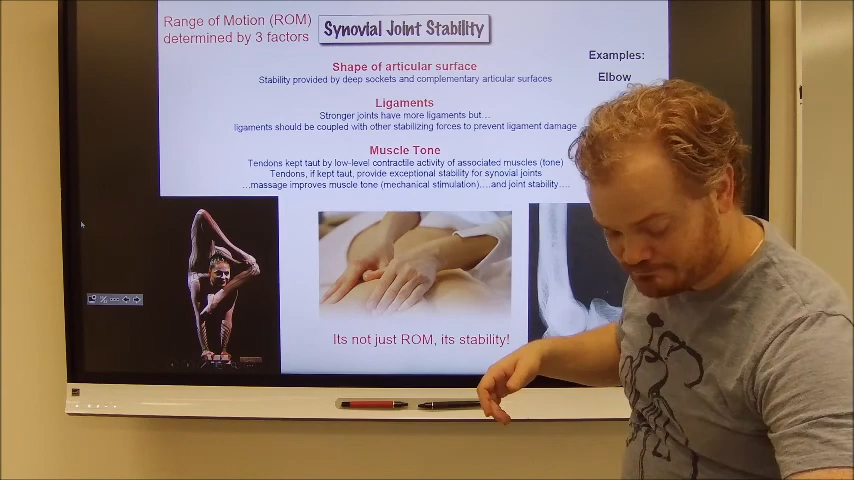 Range of Motion (ROM)
determined by 3 factors
Synovial Joint Stability
Examples:
Elbow
Shape of articular surface
Stability provided by deep sockets and complementary articular surfaces
Ligaments
Stronger joints have more ligaments but…
ligaments should be coupled with other stabilizing forces to prevent ligament damage
Muscle Tone
Tendons kept taut by low-level contractile activity of associated muscles (tone)
Tendons, if kept taut, provide exceptional stability for synovial joints
…massage improves muscle tone (mechanical stimulation)….and joint stability….
Its not just ROM, its stability!